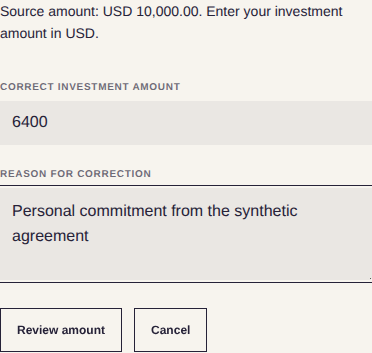 Source amount: USD 10,000.00. Enter your investment
amount in USD.
CORRECT INVESTMENT AMOUNT
6400
REASON FOR CORRECTION
Personal commitment from the synthetic
agreement
Review amount
Cancel